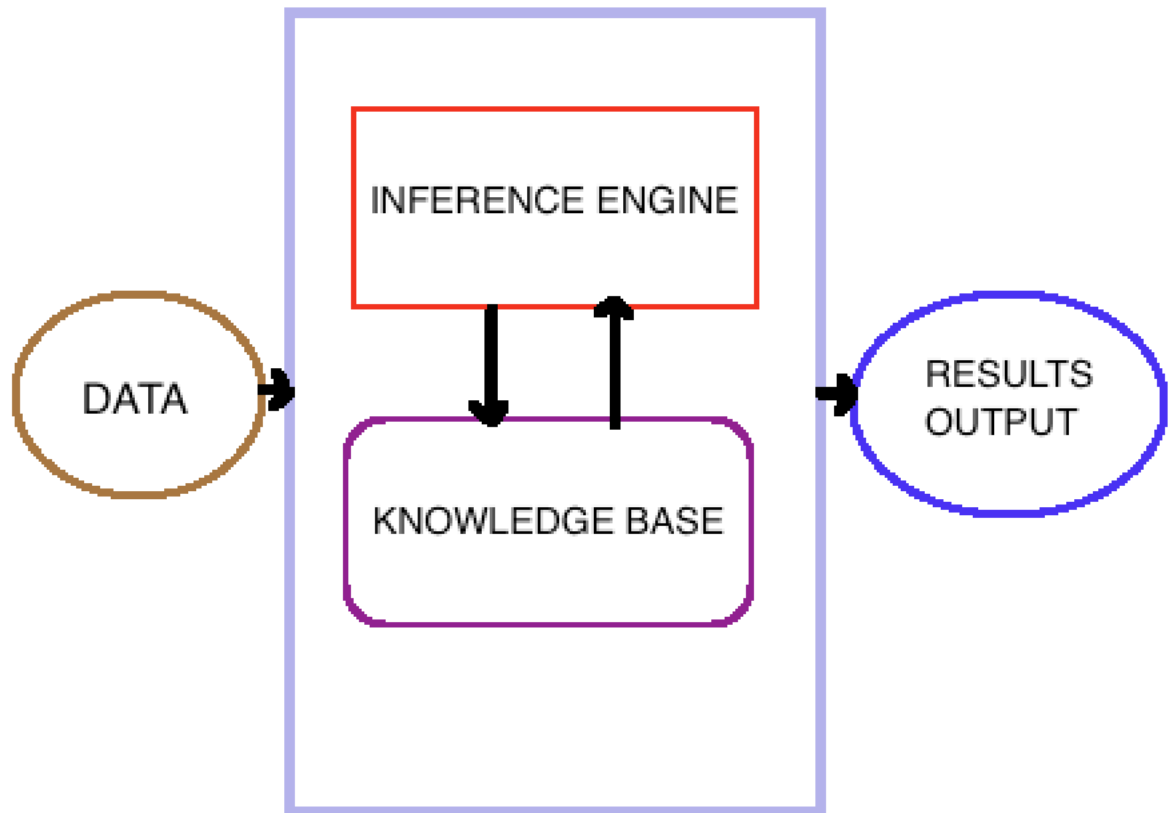 INFERENCE ENGINE
DATA
KNOWLEDGE BASE
RESULTS
OUTPUT